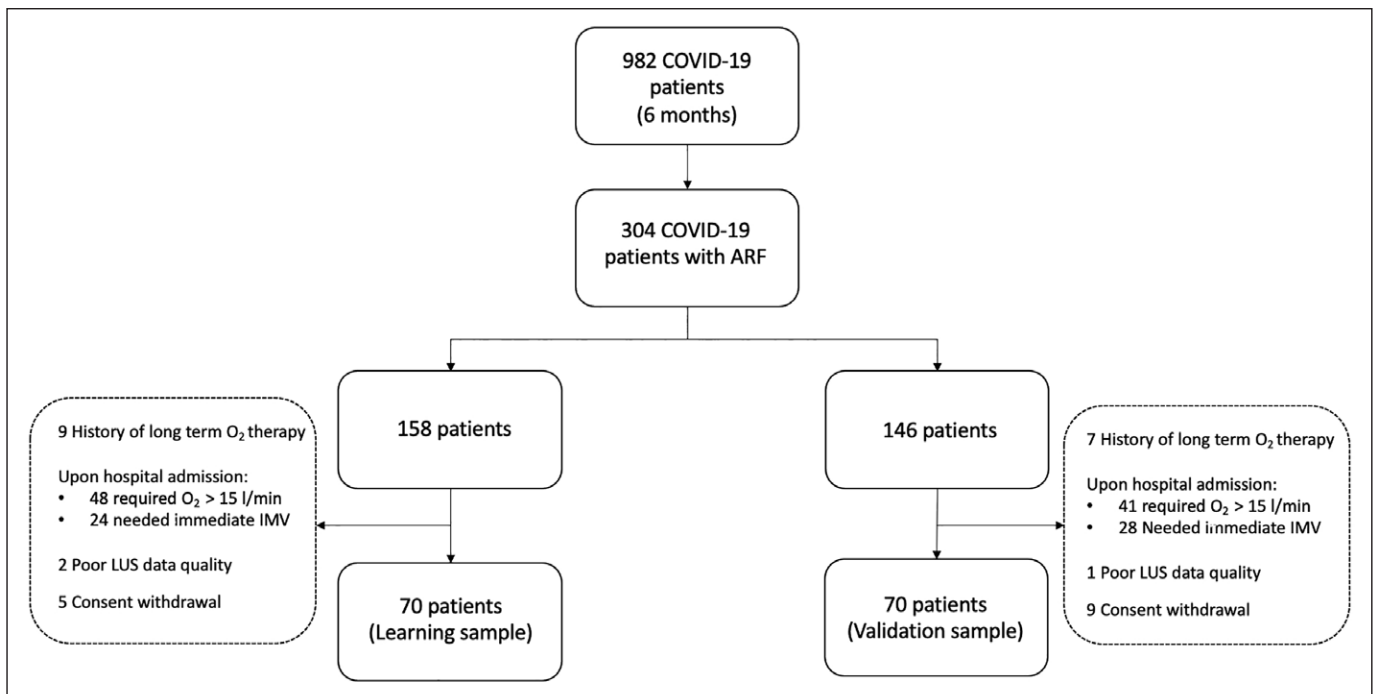 982 COVID-19
patients
(6 months)
304 COVID-19
patients with ARF
158 patients
146 patients
9 History of long term O₂ therapy
Upon hospital admission:
• 48 required O₂ > 15 l/min
• 24 needed immediate IMV
2 Poor LUS data quality
5 Consent withdrawal
7 History of long term O₂ therapy
Upon hospital admission:
• 41 required O₂ > 15 l/min
• 28 Needed immediate IMV
1 Poor LUS data quality
9 Consent withdrawal
70 patients
(Learning sample)
70 patients
(Validation sample)